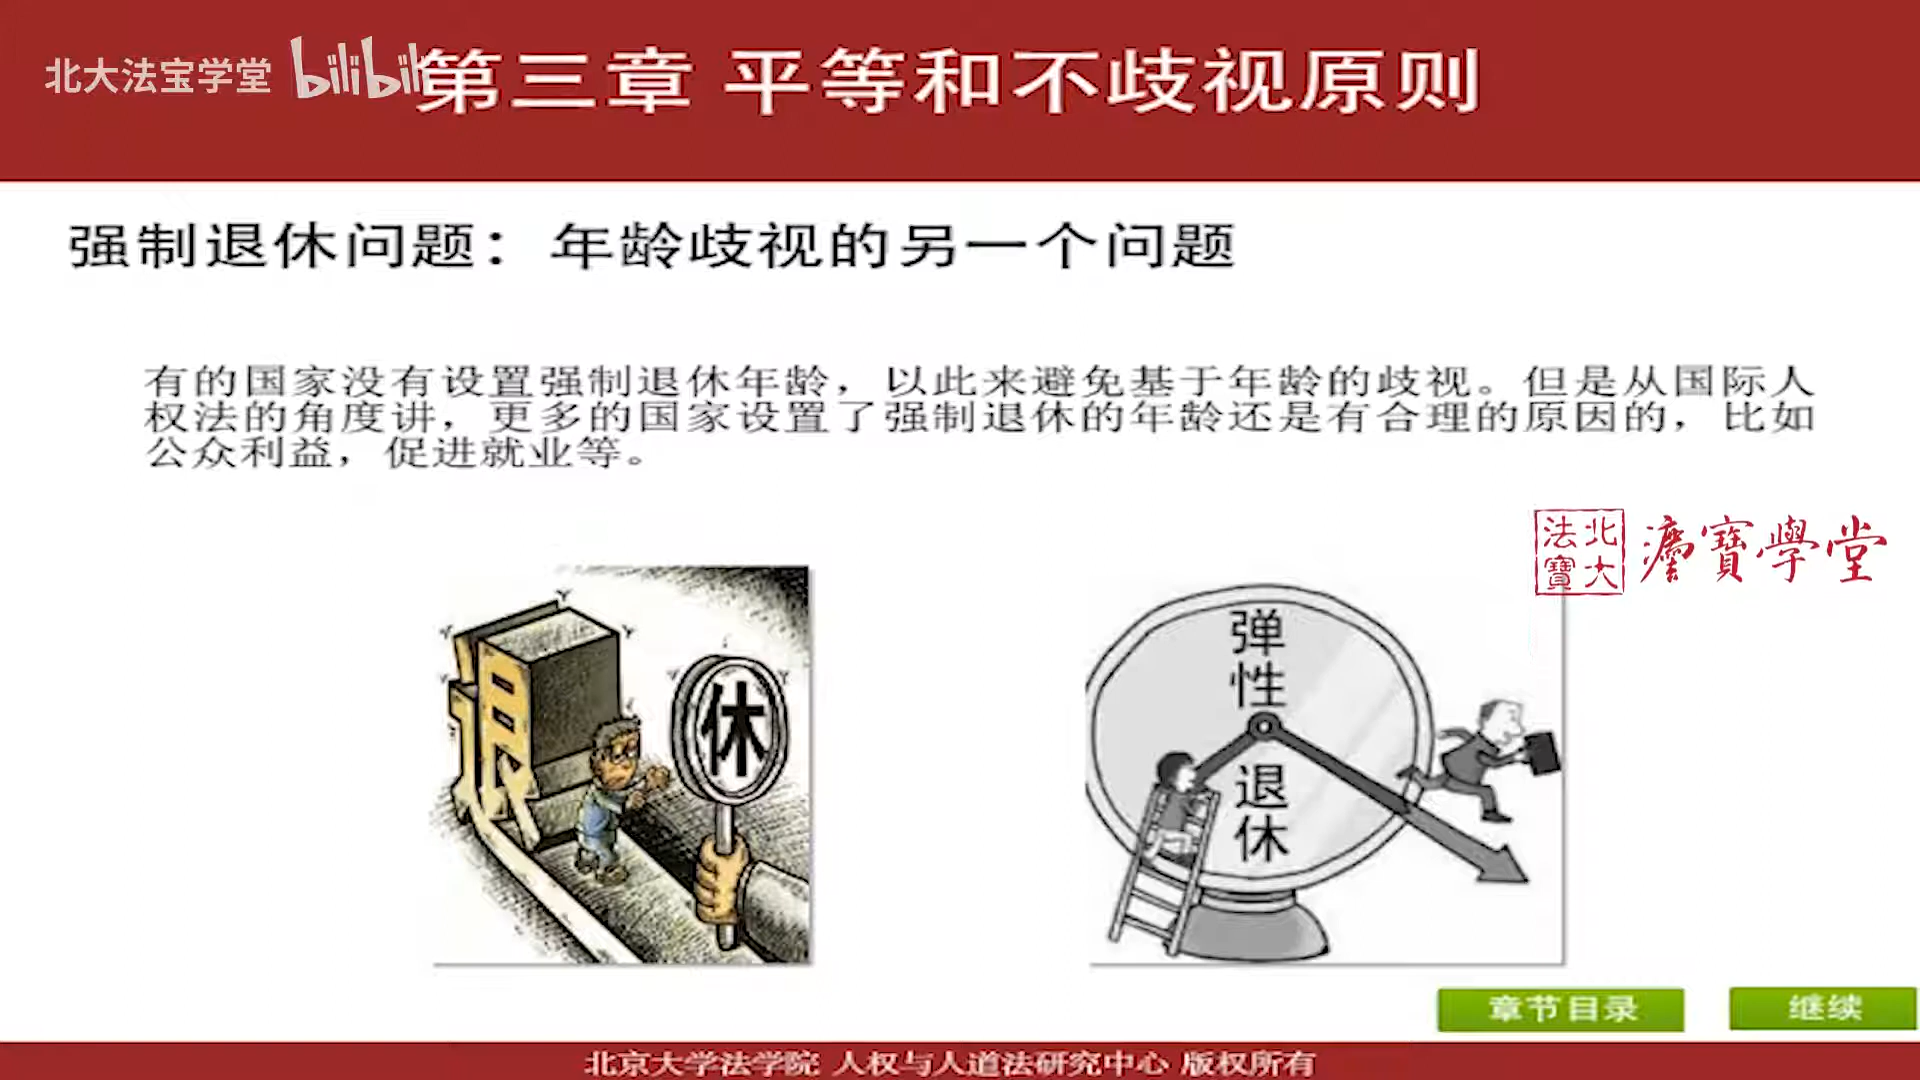 北大法宝学堂 bilibili
第三章 平等和不歧视原则
强制退休问题：年龄歧视的另一个问题
有的国家没有设置强制退休年龄，以此来避免基于年龄的歧视。但是从国际人
权法的角度讲，更多的国家设置了强制退休的年龄还是有合理的原因的，比如
公众利益，促进就业等。
北大
法寶
灋寶學堂
退
休
弹性
退休
章节目录
继续
北京大学法学院 人权与人道法研究中心 版权所有